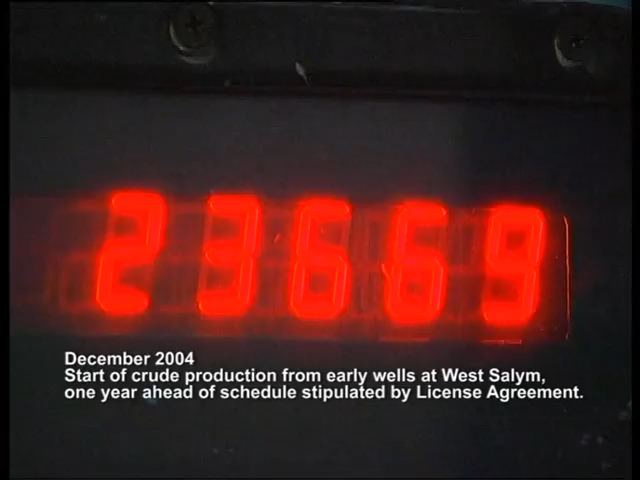 23669
December 2004
Start of crude production from early wells at West Salym,
one year ahead of schedule stipulated by License Agreement.